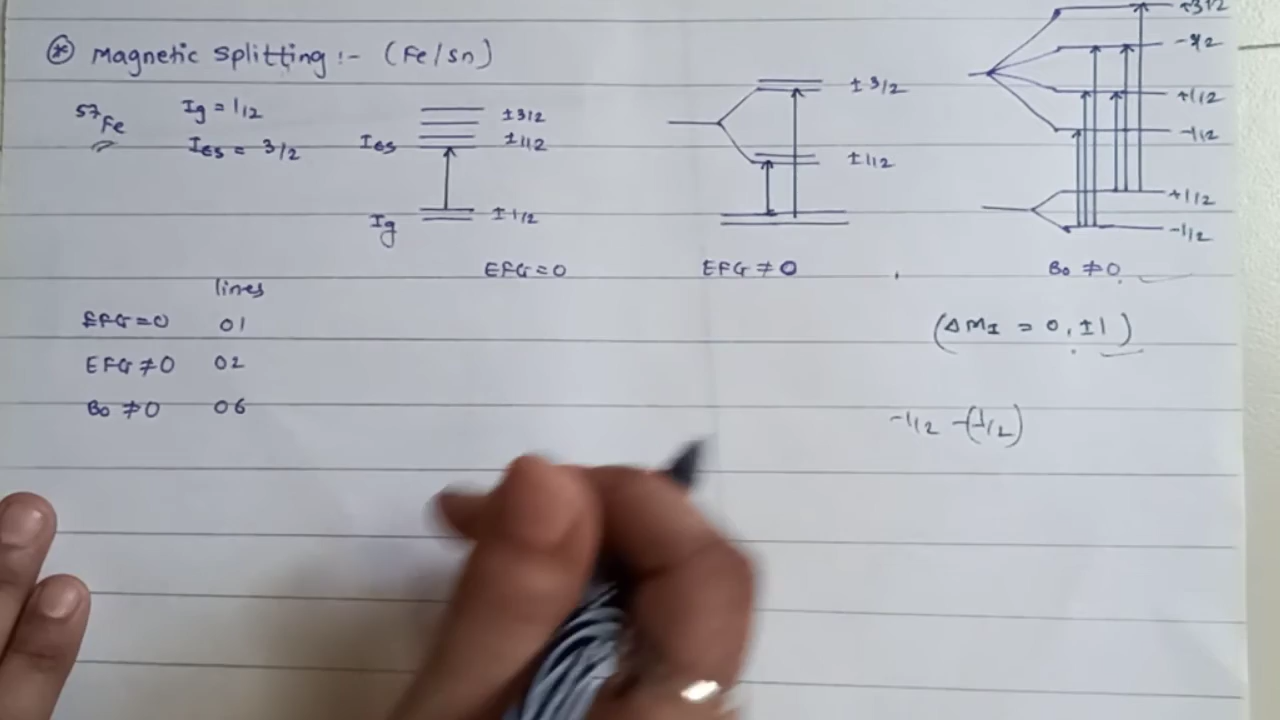 * Magnetic Splitting :- (Fe/Sn)
57Fe Ig = 1/2
IES = 3/2
IES ±3/2
±1/2
Ig ±1/2
EFG = 0
±3/2
±1/2
EFG ≠ 0
+3/2
+1/2
-1/2
+1/2
-1/2
B0 ≠ 0
lines
EFG = 0 01
EFG ≠ 0 02
B0 ≠ 0 06
(ΔMI = 0, ±1)
-1/2 -(-1/2)